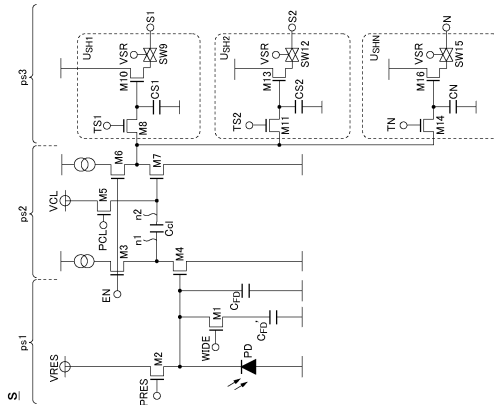 S
ps1
ps2
ps3
VRES
PRES
M2
PD
WIDE
M1
CFD'
CFD
EN
M3
M4
n1
n2
Ccl
PCL
M5
VCL
M6
M7
USH1
TS1
M8
CS1
M10
VSR
SW9
S1
USH2
TS2
M11
CS2
M13
VSR
SW12
S2
USHN
TN
M14
CN
M16
VSR
SW15
N